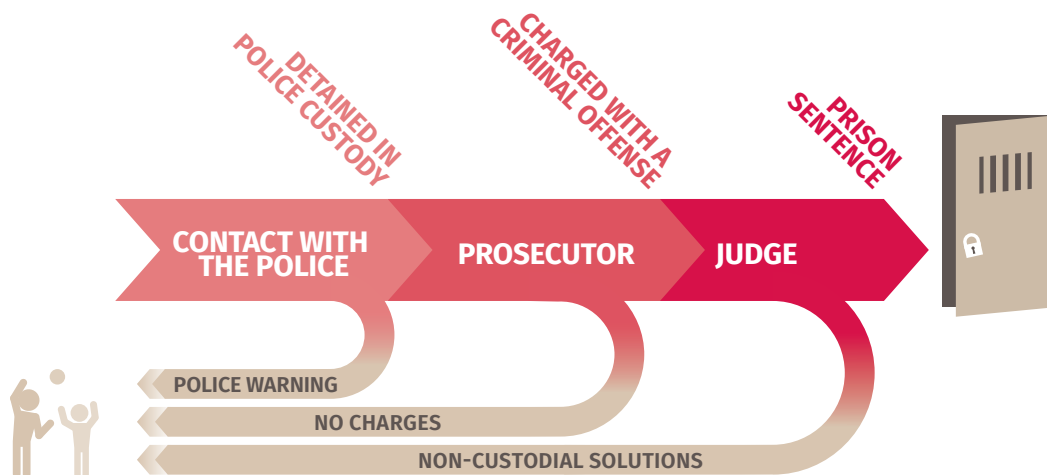 DETAINED IN
POLICE CUSTODY
CHARGED WITH A
CRIMINAL OFFENSE
PRISON
SENTENCE
CONTACT WITH
THE POLICE
PROSECUTOR
JUDGE
POLICE WARNING
NO CHARGES
NON-CUSTODIAL SOLUTIONS